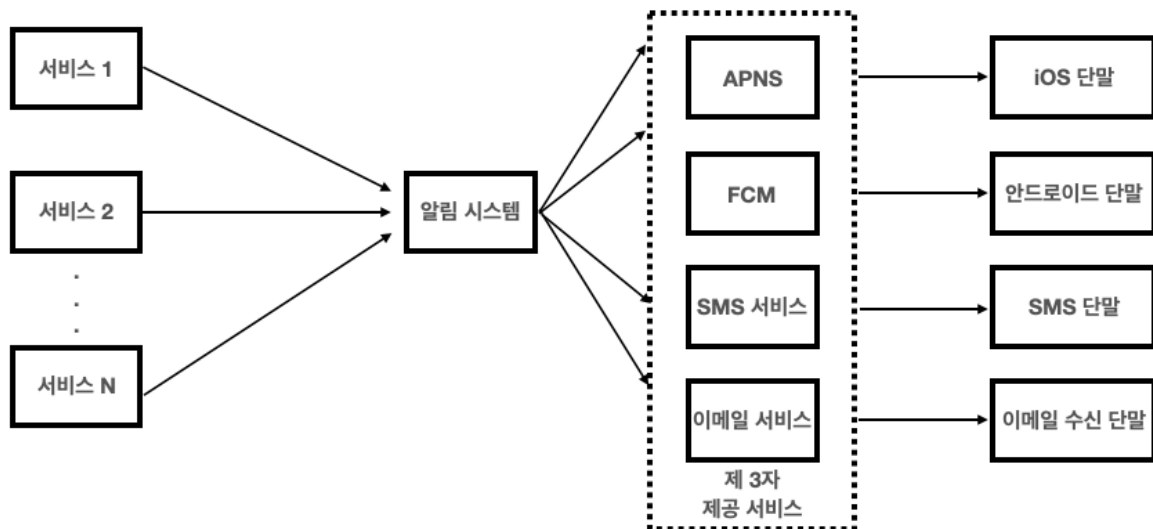 서비스 1
서비스 2
.
.
.
서비스 N
알림 시스템
APNS
FCM
SMS 서비스
이메일 서비스
제 3자
제공 서비스
iOS 단말
안드로이드 단말
SMS 단말
이메일 수신 단말